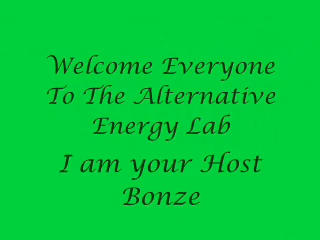 Welcome Everyone
To The Alternative
Energy Lab
I am your Host
Bonze